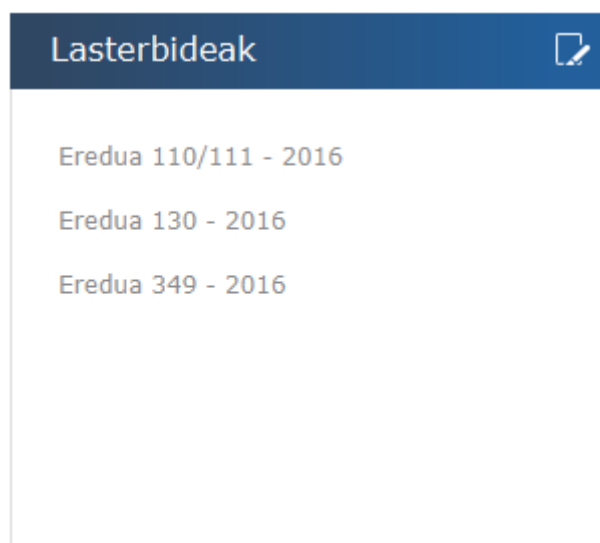 Lasterbideak
Eredua 110/111 - 2016
Eredua 130 - 2016
Eredua 349 - 2016